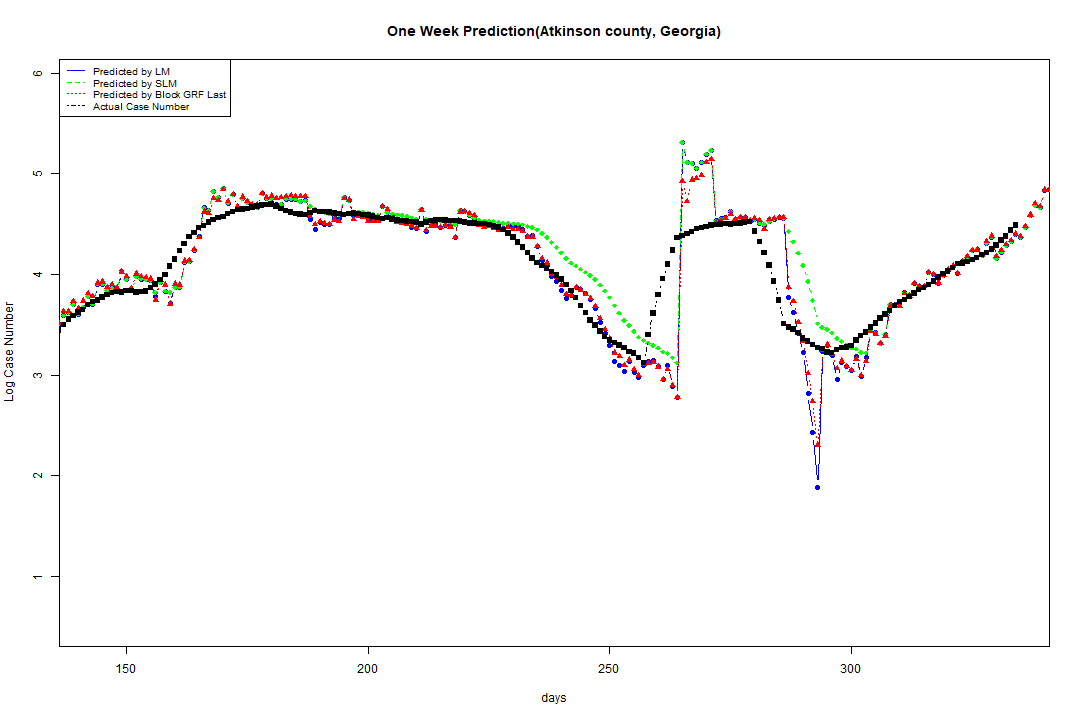 One Week Prediction(Atkinson county, Georgia)
Predicted by LM
Predicted by SLM
Predicted by Block GRF Last
Actual Case Number
6
5
4
3
2
1
Log Case Number
150 200 250 300
days